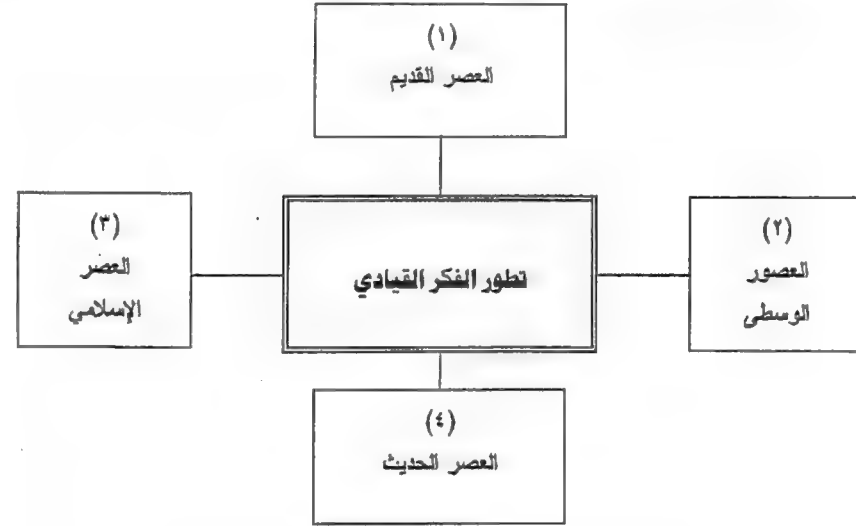 (١)
العصر القديم
(٢)
العصور
الوسطى
تطور الفكر القيادي
(٣)
العصر
الإسلامي
(٤)
العصر الحديث